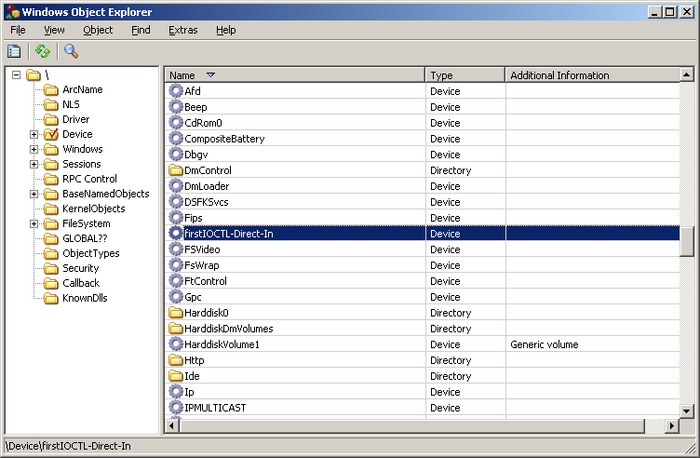 Windows Object Explorer
File View Object Find Extras Help
\
ArcName
NLS
Driver
Device
Windows
Sessions
RPC Control
BaseNamedObjects
KernelObjects
FileSystem
GLOBAL??
ObjectTypes
Security
Callback
KnownDlls
Name Type Additional Information
Afd Device
Beep Device
CdRom0 Device
CompositeBattery Device
Dbgv Device
DmControl Directory
DmLoader Device
DSFKSvcs Device
Fips Device
firstIOCTL-Direct-In Device
FSVideo Device
FsWrap Device
FtControl Device
Gpc Device
Harddisk0 Directory
HarddiskDmVolumes Directory
HarddiskVolume1 Device Generic volume
Http Directory
Ide Directory
Ip Device
IPMULTICAST Device
\Device\firstIOCTL-Direct-In